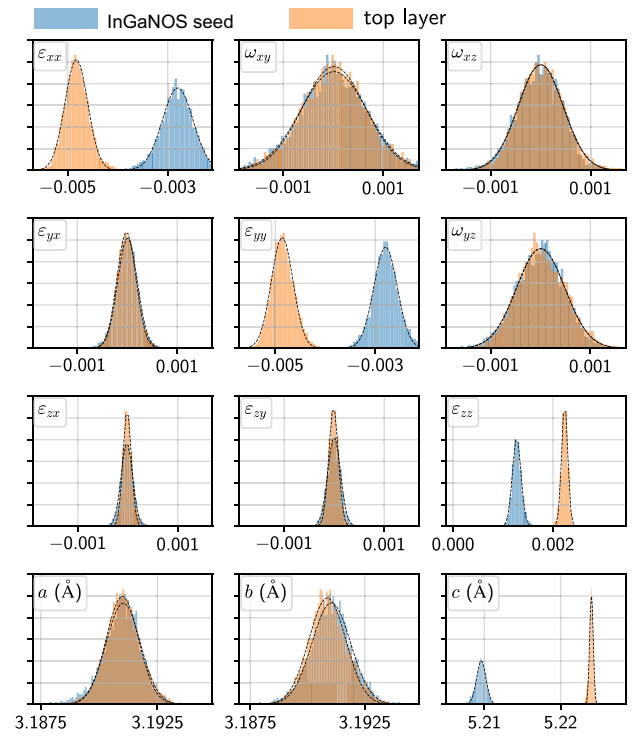 InGaNOS seed top layer
εxx ωxy ωxz
−0.005 −0.003 −0.001 0.001 −0.001 0.001
εyx εyy ωyz
−0.001 0.001 −0.005 −0.003 −0.001 0.001
εzx εzy εzz
−0.001 0.001 −0.001 0.001 0.000 0.002
a (Å) b (Å) c (Å)
3.1875 3.1925 3.1875 3.1925 5.21 5.22